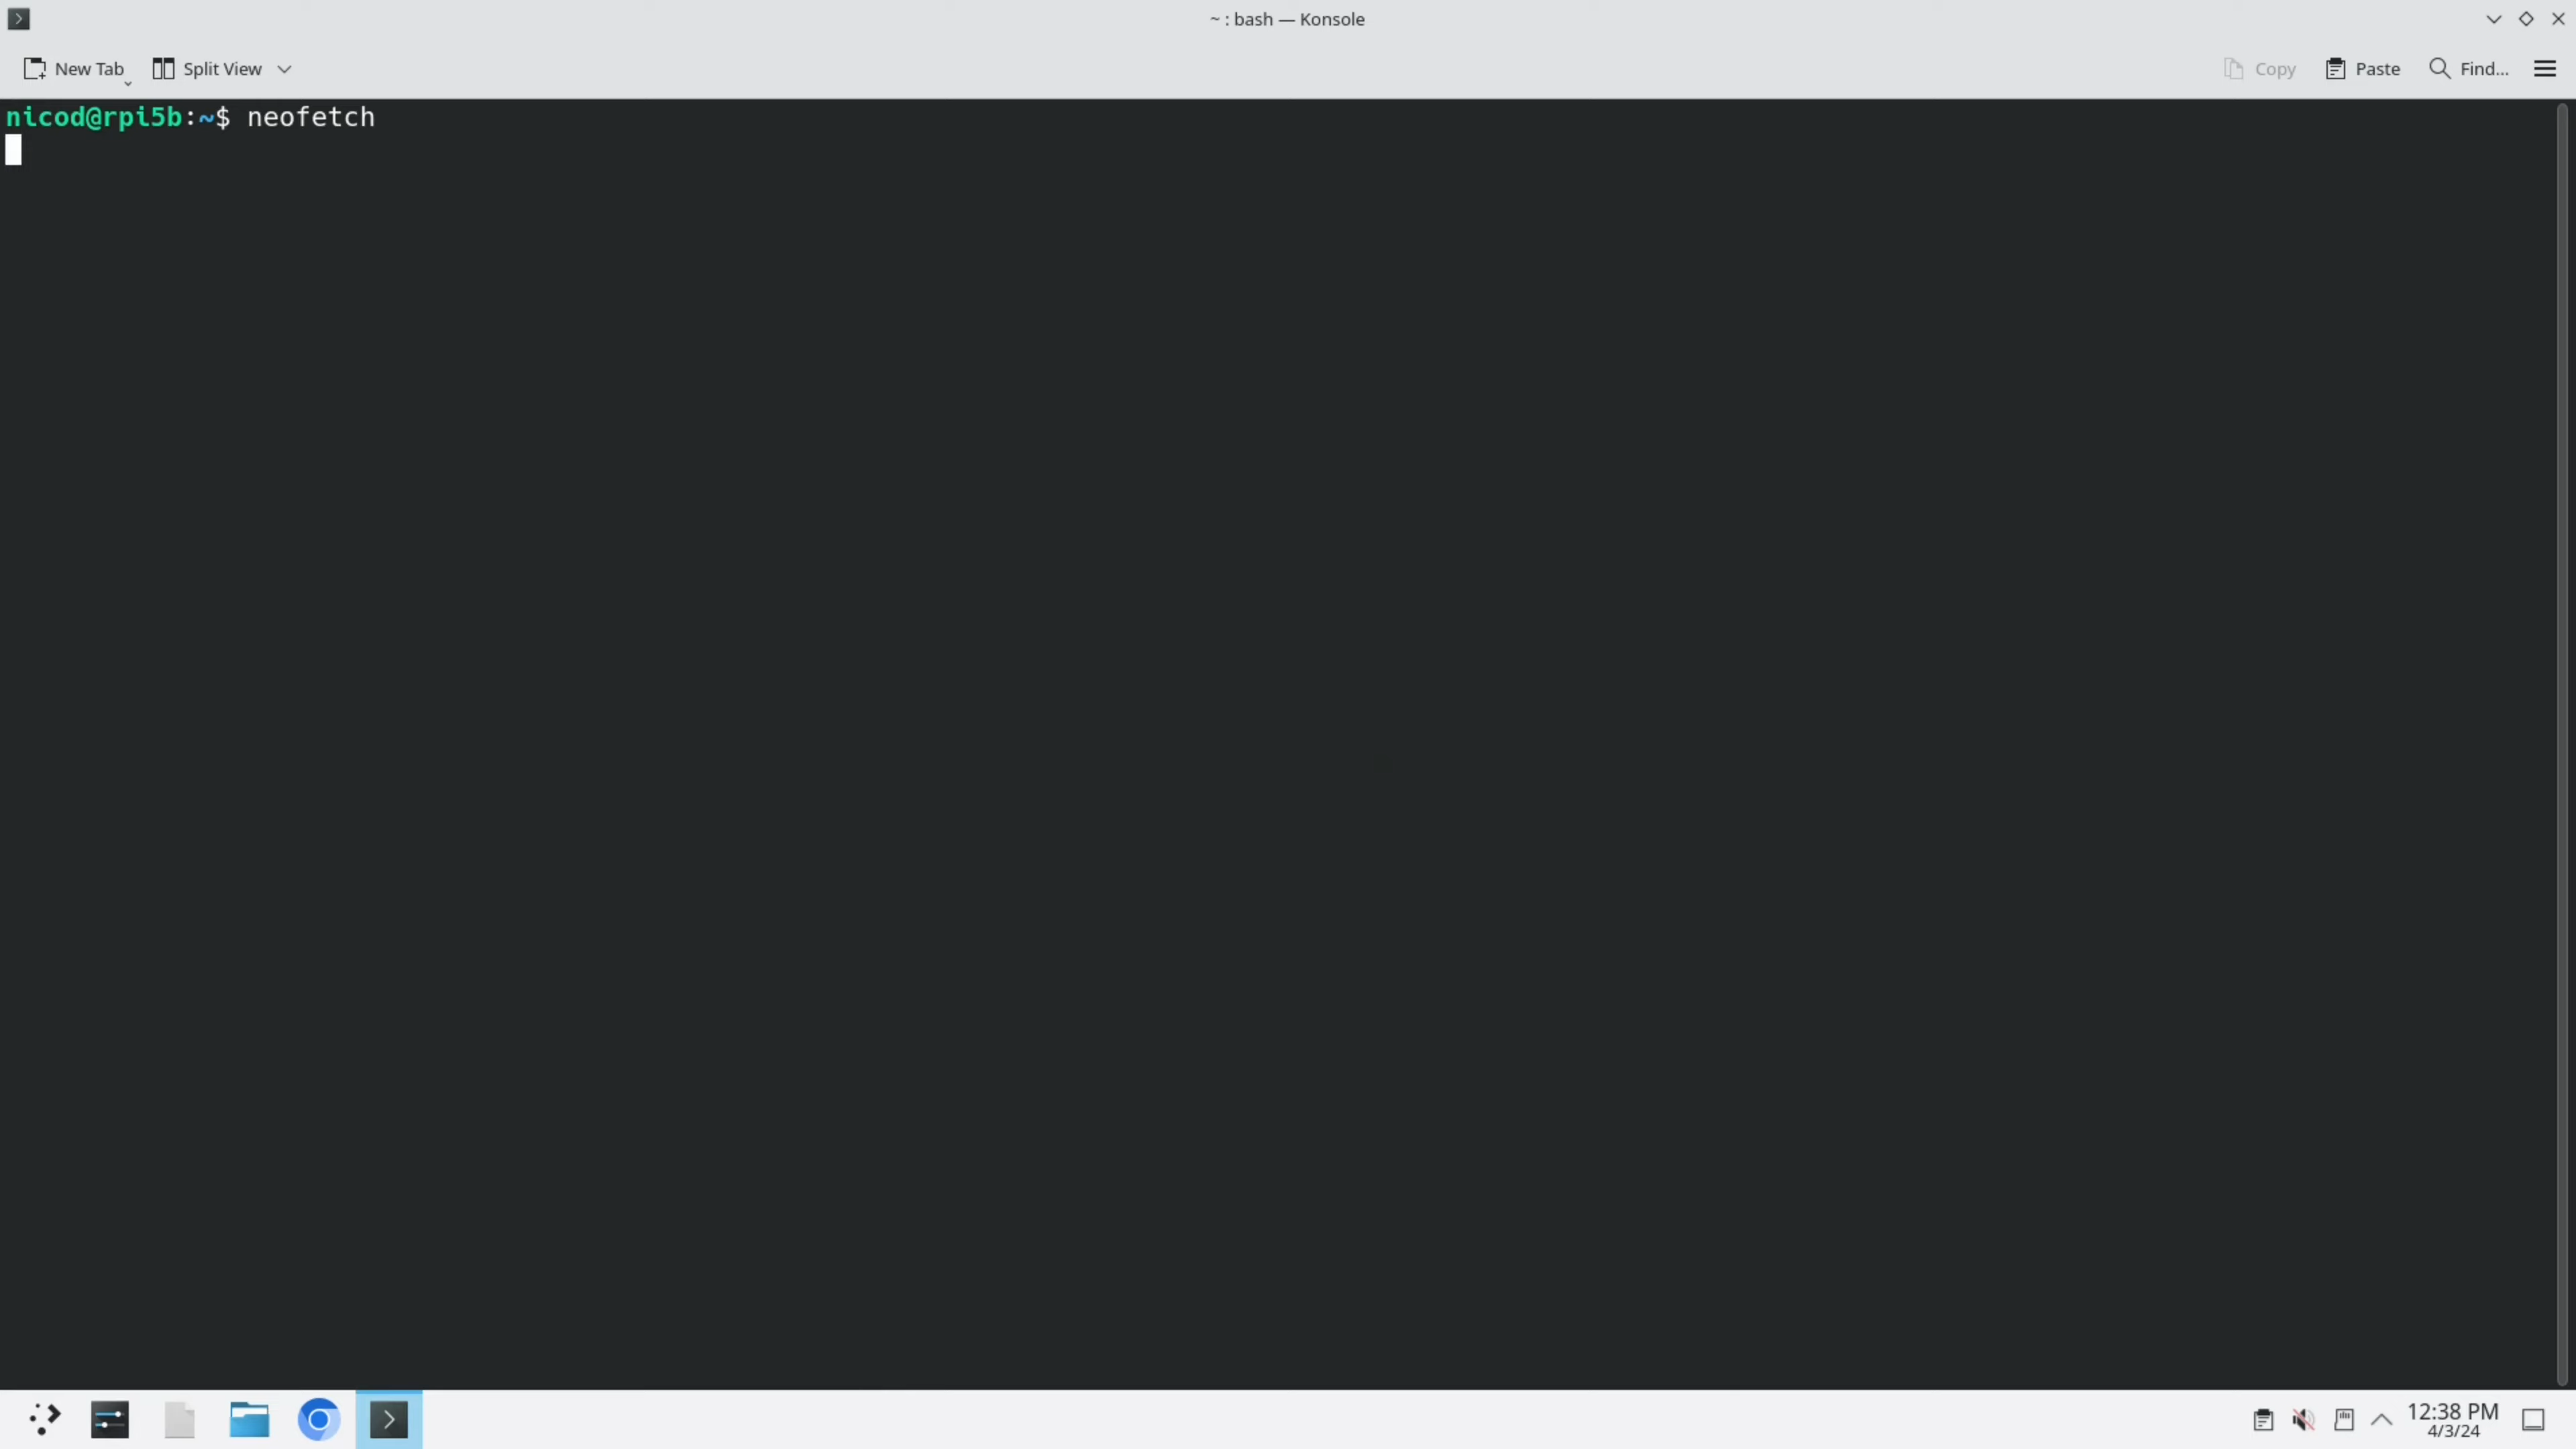 ~ : bash — Konsole
New Tab Split View Copy Paste Find...
nicod@rpi5b:~$ neofetch
12:38 PM
4/3/24